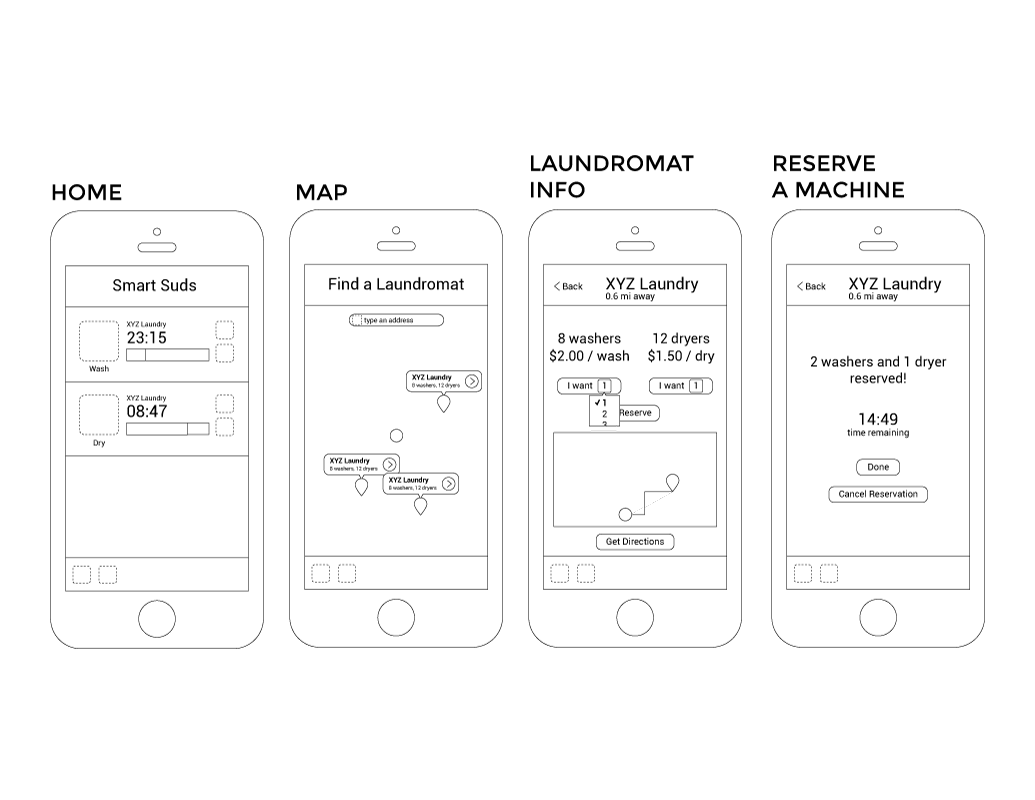 HOME
Smart Suds
XYZ Laundry
23:15
Wash
XYZ Laundry
08:47
Dry
MAP
Find a Laundromat
type an address
XYZ Laundry
8 washers, 12 dryers
XYZ Laundry
8 washers, 12 dryers
XYZ Laundry
8 washers, 12 dryers
LAUNDROMAT
INFO
Back
XYZ Laundry
0.6 mi away
8 washers
$2.00 / wash
12 dryers
$1.50 / dry
I want 1
I want 1
✓ 1
2
3
Reserve
Get Directions
RESERVE
A MACHINE
Back
XYZ Laundry
0.6 mi away
2 washers and 1 dryer
reserved!
14:49
time remaining
Done
Cancel Reservation